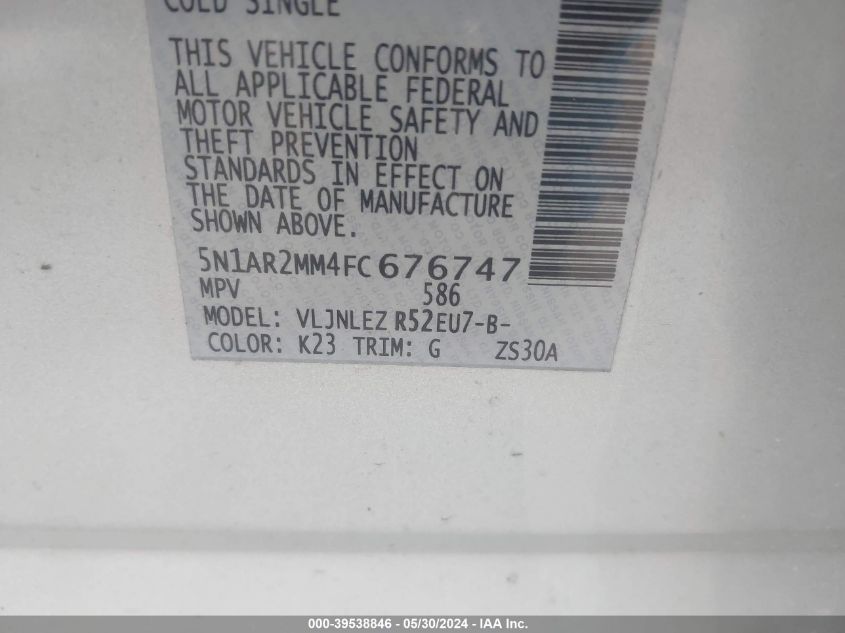 COLD SINGLE
THIS VEHICLE CONFORMS TO
ALL APPLICABLE FEDERAL
MOTOR VEHICLE SAFETY AND
THEFT PREVENTION
STANDARDS IN EFFECT ON
THE DATE OF MANUFACTURE
SHOWN ABOVE.
5N1AR2MM4FC676747
MPV 586
MODEL: VLJNLEZ R52EU7-B-
COLOR: K23 TRIM: G ZS30A
000-39538846 - 05/30/2024 - IAA Inc.